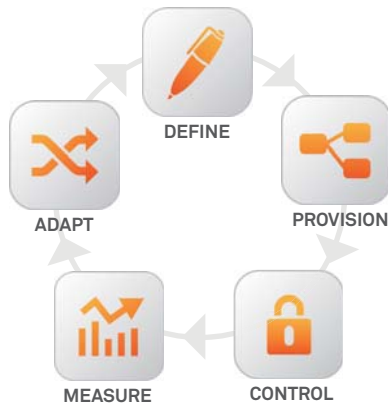 DEFINE
PROVISION
CONTROL
MEASURE
ADAPT